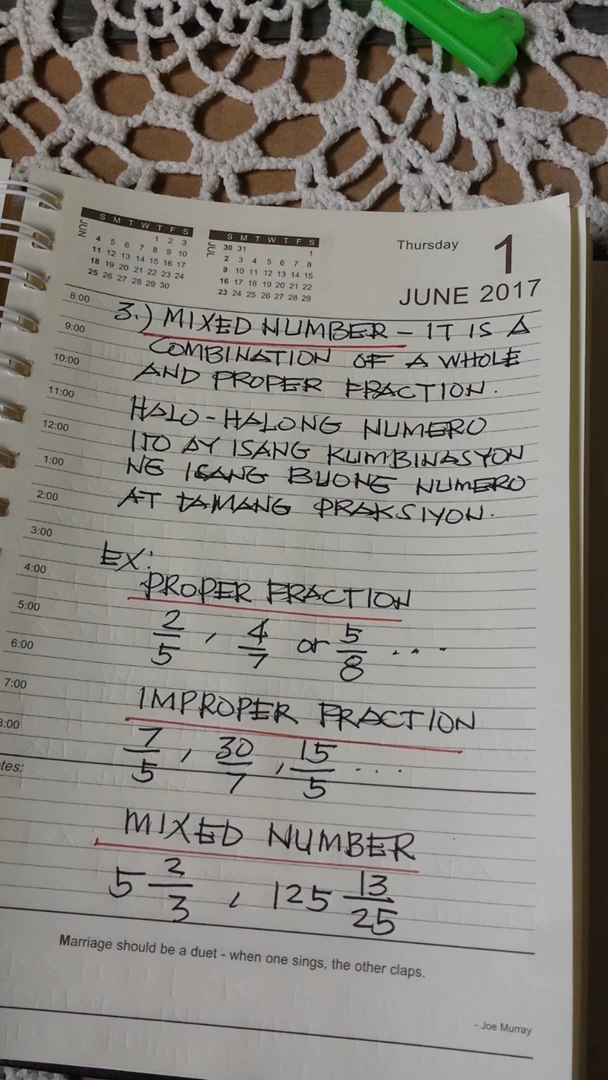 JUN
S M T W T F S
1 2 3
4 5 6 7 8 9 10
11 12 13 14 15 16 17
18 19 20 21 22 23 24
25 26 27 28 29 30
JUL
S M T W T F S
30 31 1
2 3 4 5 6 7 8
9 10 11 12 13 14 15
16 17 18 19 20 21 22
23 24 25 26 27 28 29
Thursday 1
JUNE 2017
8:00 3.) MIXED NUMBER - IT IS A
9:00 COMBINATION OF A WHOLE
10:00 AND PROPER FRACTION.
11:00 HALO-HALONG NUMERO
12:00 ITO AY ISANG KUMBINASYON
1:00 NG ISANG BUONG NUMERO
2:00 AT TAMANG PRAKSIYON.
3:00
EX:
4:00 PROPER FRACTION
5:00
2/5, 4/7 or 5/8 ...
6:00
7:00 IMPROPER FRACTION
8:00 7/5, 30/7, 15/5 ...
tes:
MIXED NUMBER
5 2/3, 125 13/25
Marriage should be a duet - when one sings, the other claps.
- Joe Murray